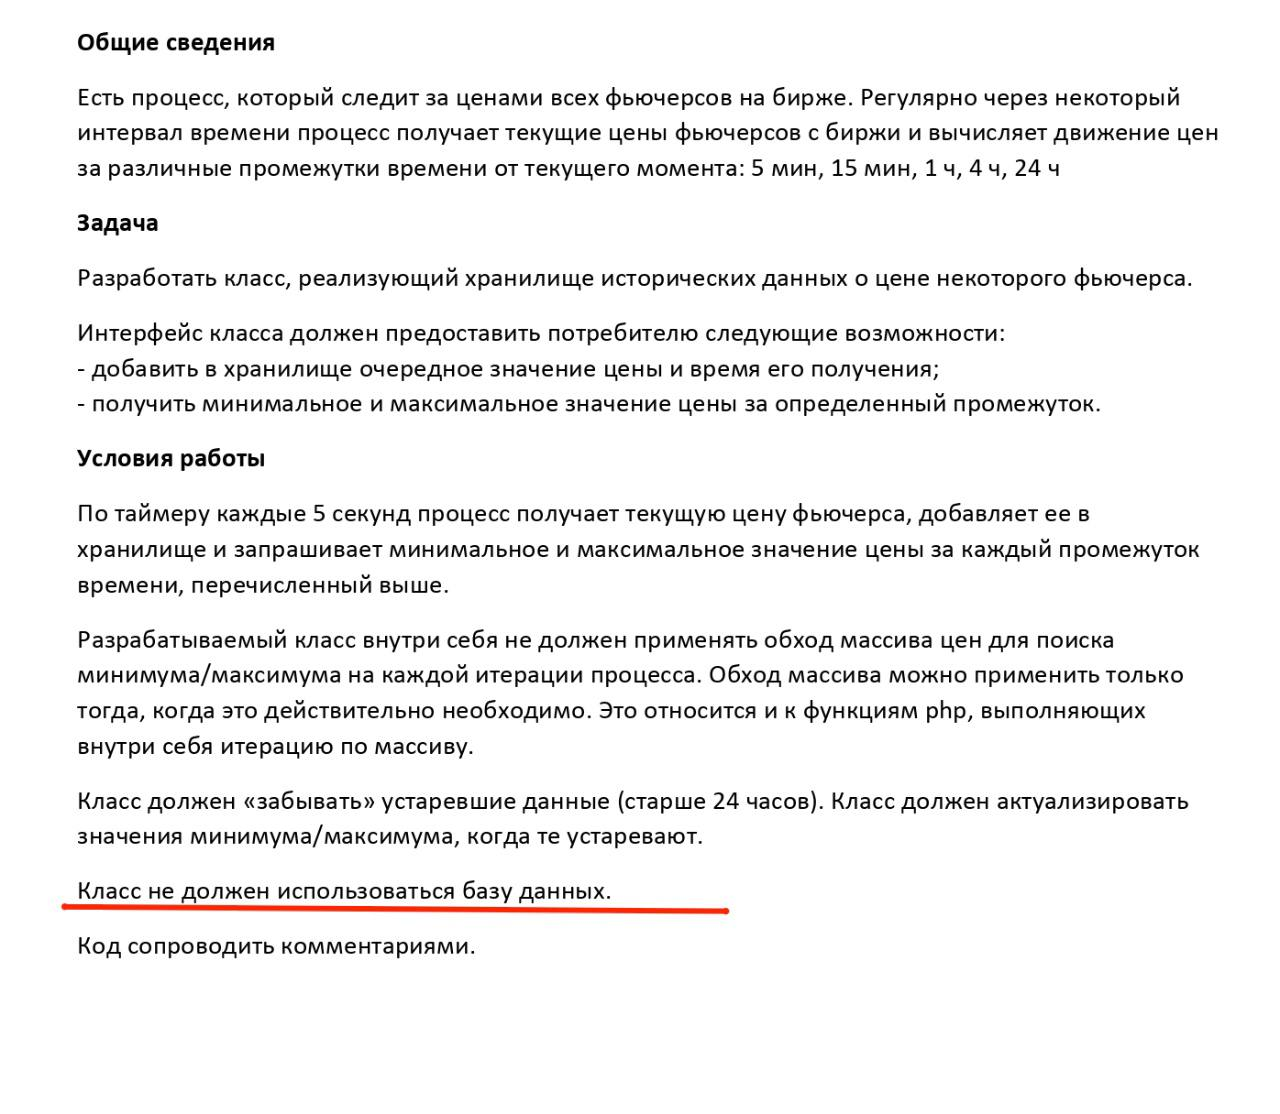 Общие сведения
Есть процесс, который следит за ценами всех фьючерсов на бирже. Регулярно через некоторый
интервал времени процесс получает текущие цены фьючерсов с биржи и вычисляет движение цен
за различные промежутки времени от текущего момента: 5 мин, 15 мин, 1 ч, 4 ч, 24 ч
Задача
Разработать класс, реализующий хранилище исторических данных о цене некоторого фьючерса.
Интерфейс класса должен предоставить потребителю следующие возможности:
- добавить в хранилище очередное значение цены и время его получения;
- получить минимальное и максимальное значение цены за определенный промежуток.
Условия работы
По таймеру каждые 5 секунд процесс получает текущую цену фьючерса, добавляет ее в
хранилище и запрашивает минимальное и максимальное значение цены за каждый промежуток
времени, перечисленный выше.
Разрабатываемый класс внутри себя не должен применять обход массива цен для поиска
минимума/максимума на каждой итерации процесса. Обход массива можно применить только
тогда, когда это действительно необходимо. Это относится и к функциям php, выполняющих
внутри себя итерацию по массиву.
Класс должен «забывать» устаревшие данные (старше 24 часов). Класс должен актуализировать
значения минимума/максимума, когда те устаревают.
Класс не должен использоваться базу данных.
Код сопроводить комментариями.